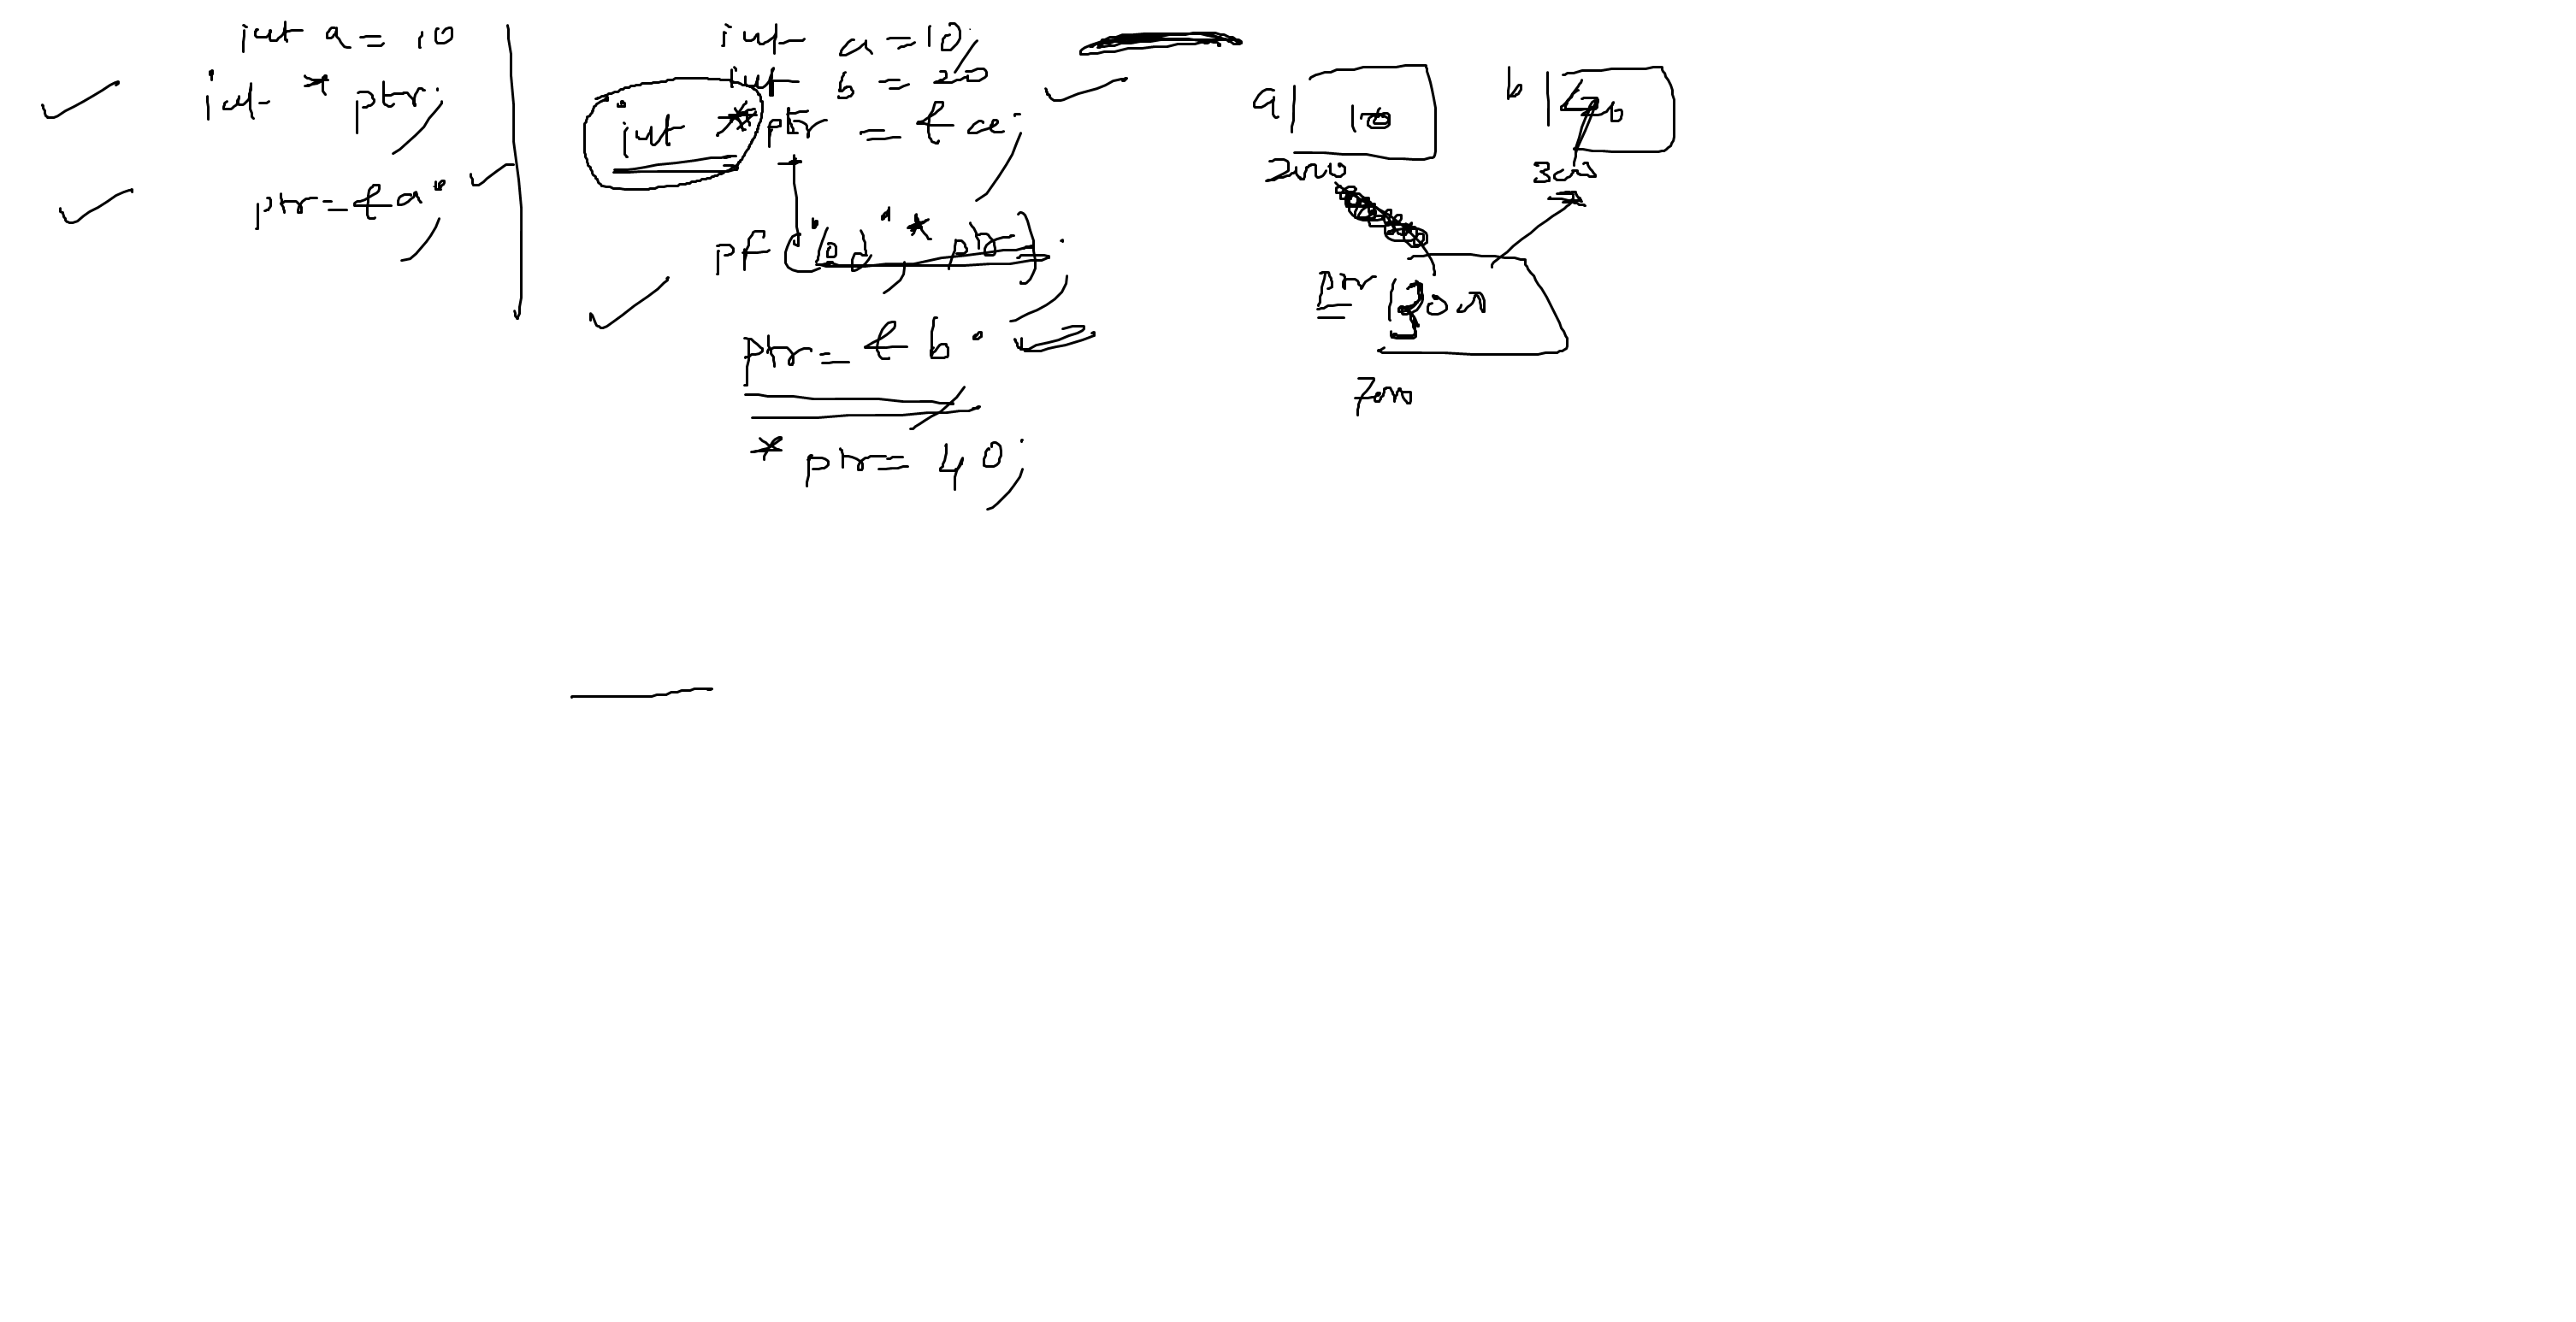 int a = 10
int * ptr;
ptr = &a;
int a = 10;
int b = 20
int *ptr = &a;
pf ("%d", * ptr);
ptr = &b;
* ptr = 40;
a 10
2000
b
3000
ptr 3000
7000